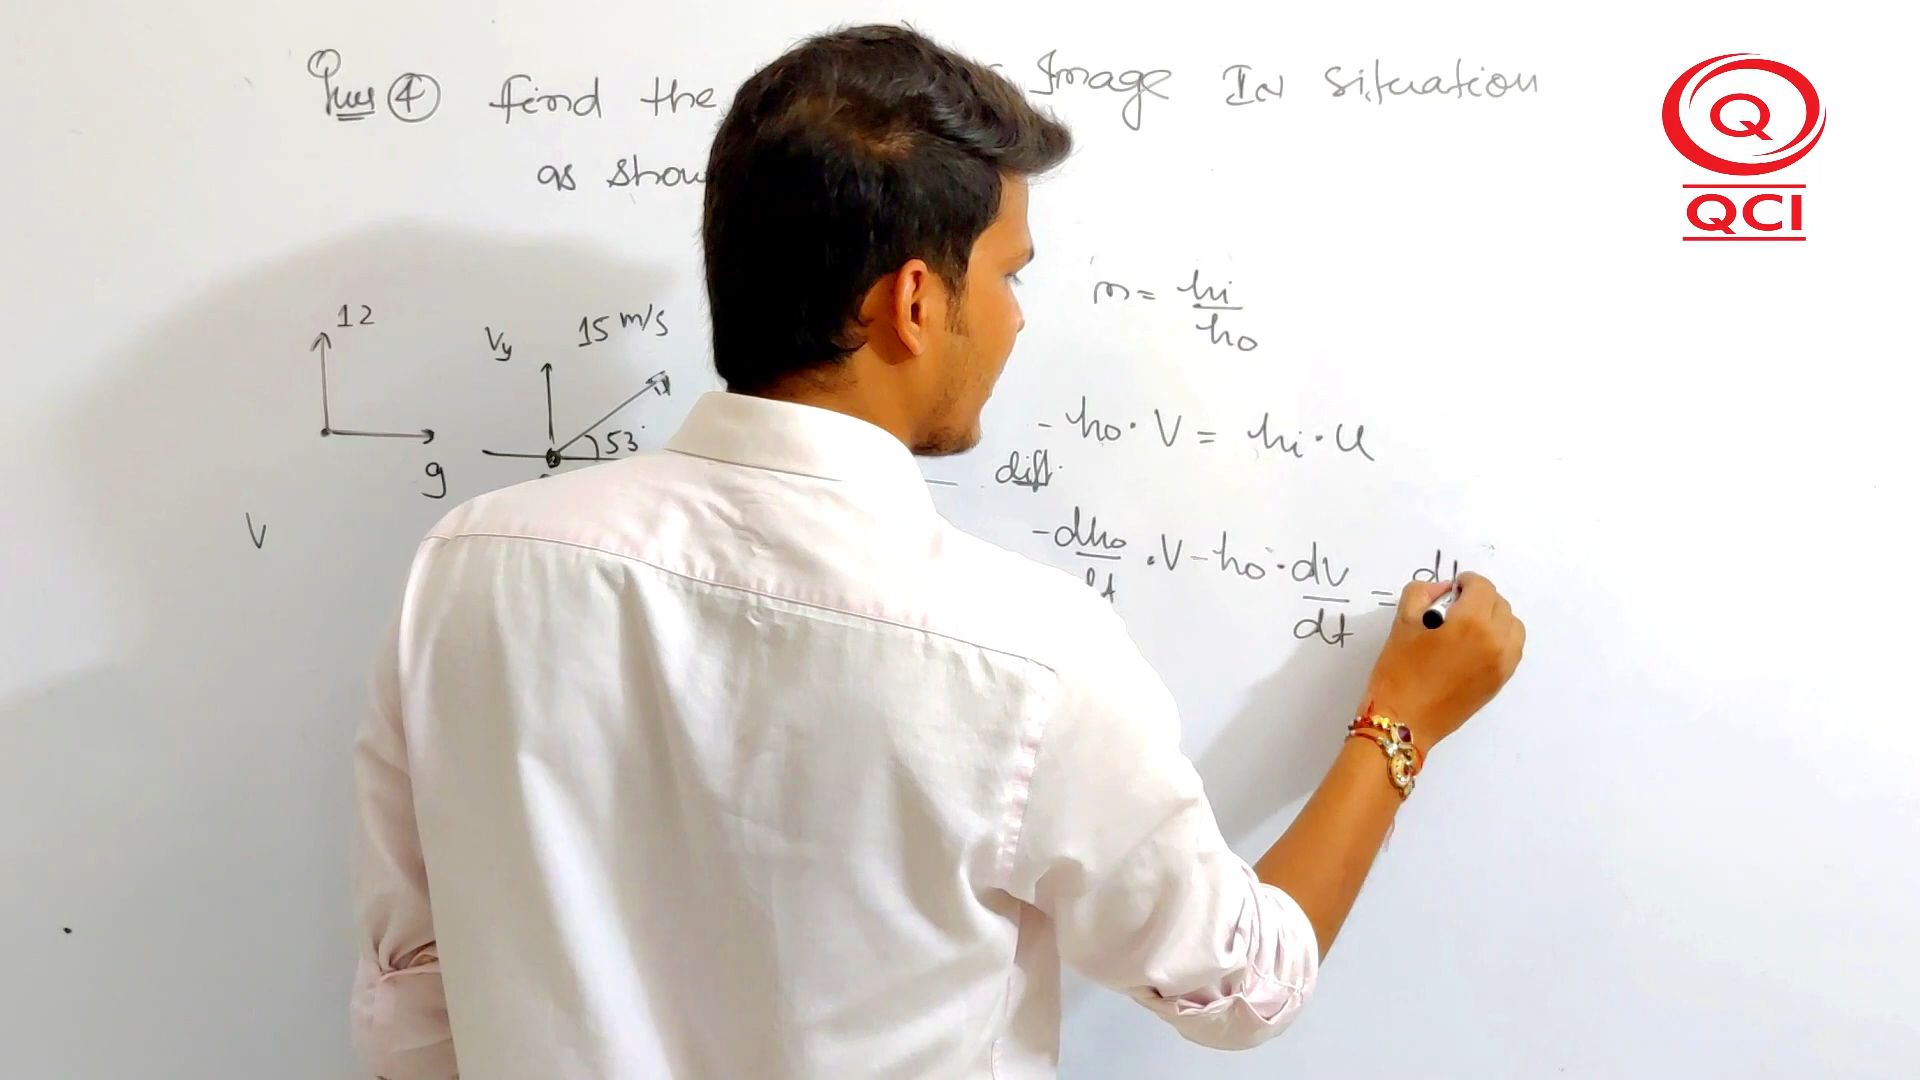 Ques ④ find the Image In situation
as show
12
Vy 15 m/s
53°
9
V
m = hi/ho
- ho · V = hi · u
diff.
- dho/dt · V - ho · dv/dt =
Q
QCI